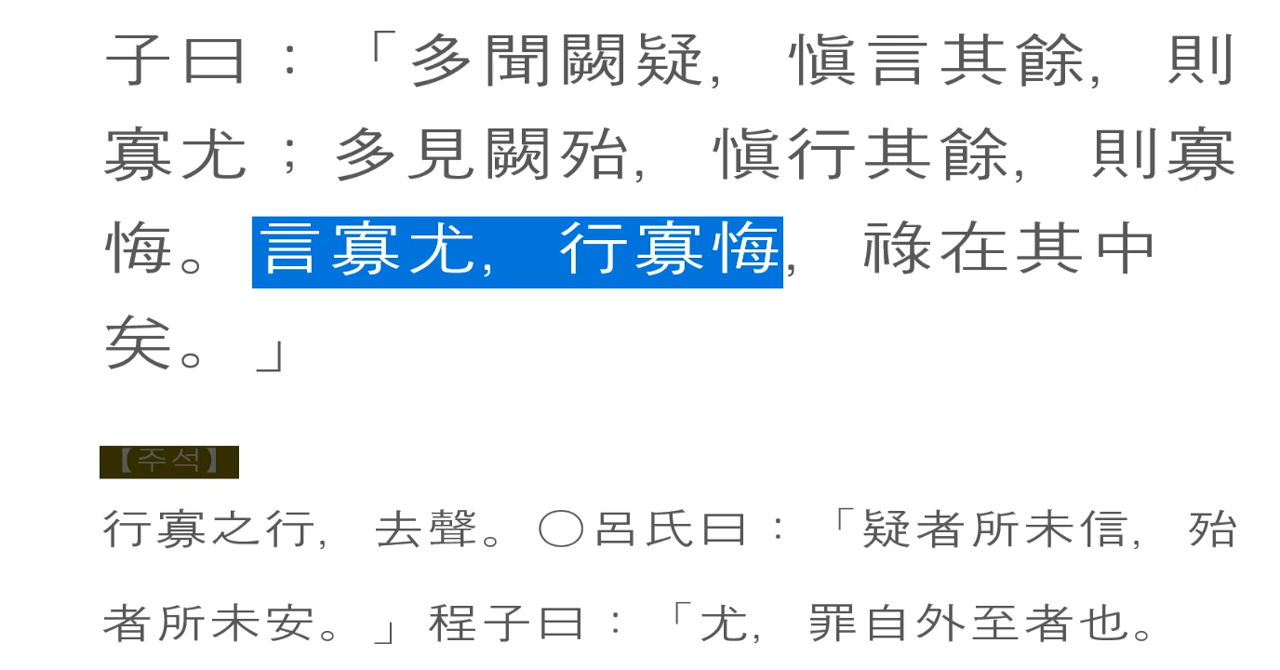 子曰：「多聞闕疑, 愼言其餘, 則
寡尤；多見闕殆, 愼行其餘, 則寡
悔。言寡尤, 行寡悔, 祿在其中
矣。」
【주석】
行寡之行, 去聲。〇呂氏曰：「疑者所未信, 殆
者所未安。」程子曰：「尤, 罪自外至者也。